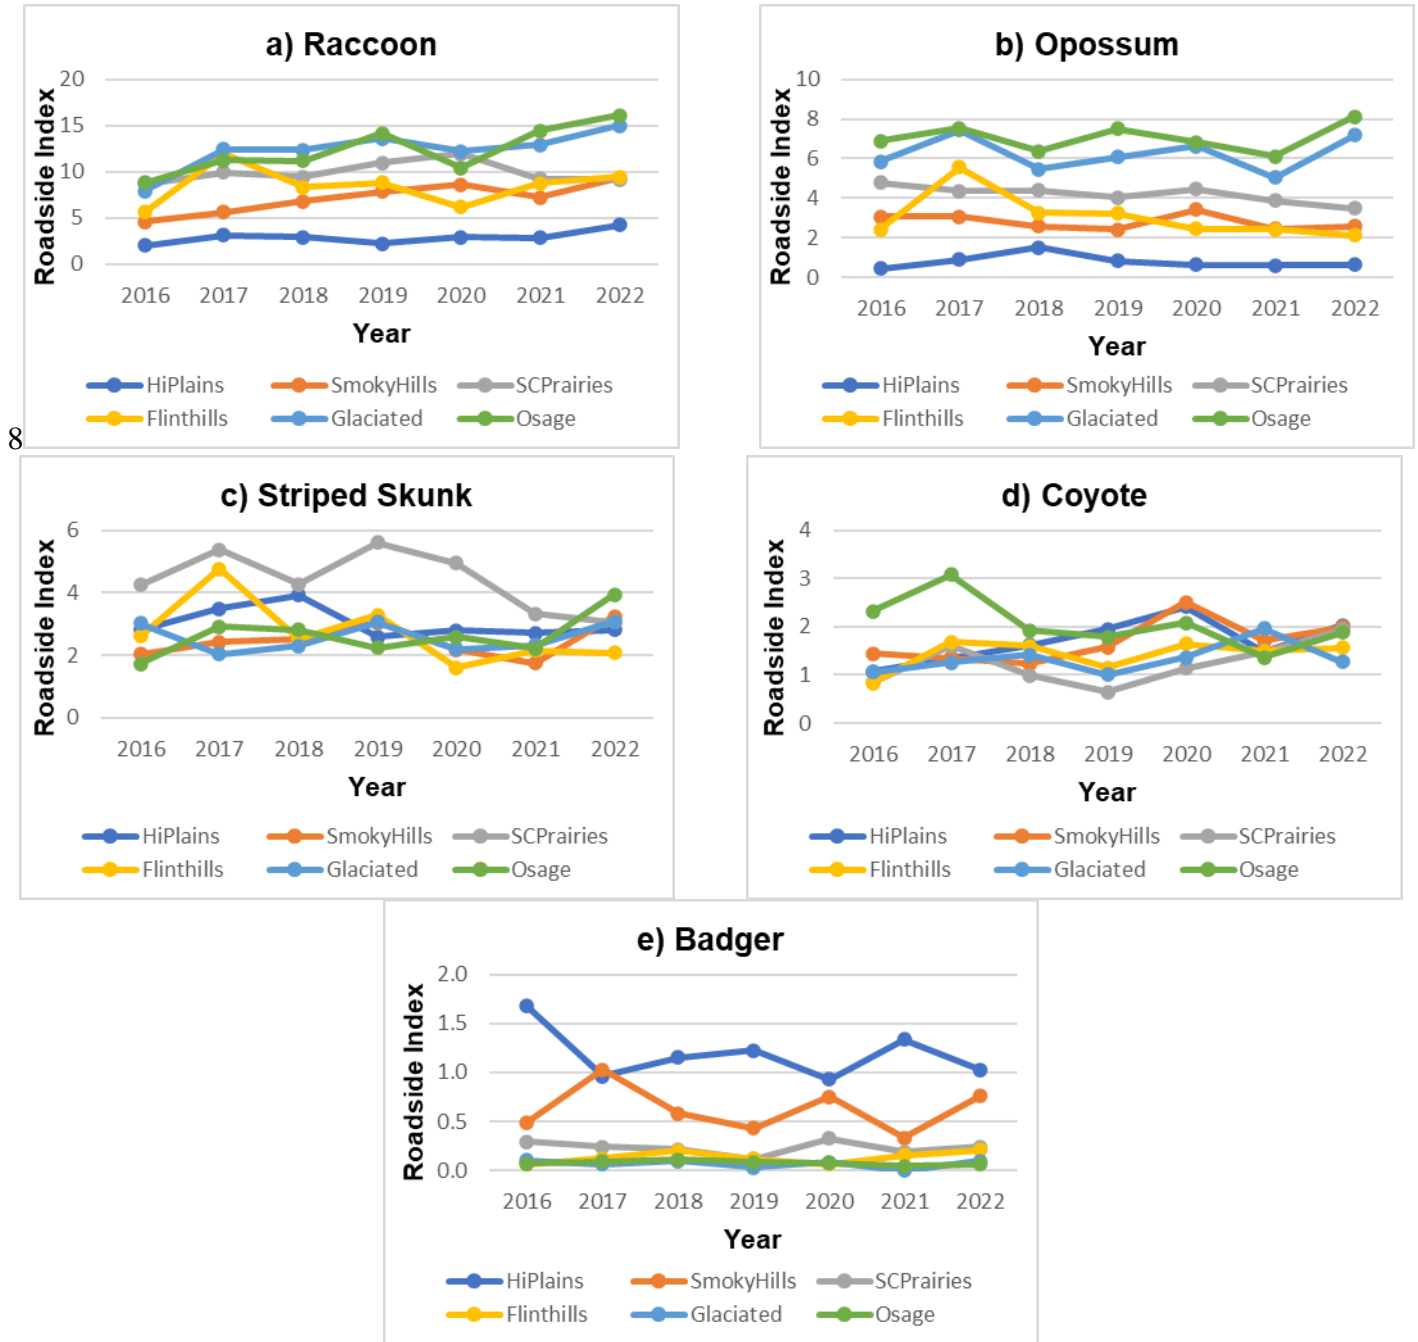 a) Raccoon
Roadside Index
20
15
10
5
0
2016 2017 2018 2019 2020 2021 2022
Year
HiPlains SmokyHills SCPrairies
Flinthills Glaciated Osage
b) Opossum
Roadside Index
10
8
6
4
2
0
2016 2017 2018 2019 2020 2021 2022
Year
HiPlains SmokyHills SCPrairies
Flinthills Glaciated Osage
8
c) Striped Skunk
Roadside Index
6
4
2
0
2016 2017 2018 2019 2020 2021 2022
Year
HiPlains SmokyHills SCPrairies
Flinthills Glaciated Osage
d) Coyote
Roadside Index
4
3
2
1
0
2016 2017 2018 2019 2020 2021 2022
Year
HiPlains SmokyHills SCPrairies
Flinthills Glaciated Osage
e) Badger
Roadside Index
2.0
1.5
1.0
0.5
0.0
2016 2017 2018 2019 2020 2021 2022
Year
HiPlains SmokyHills SCPrairies
Flinthills Glaciated Osage